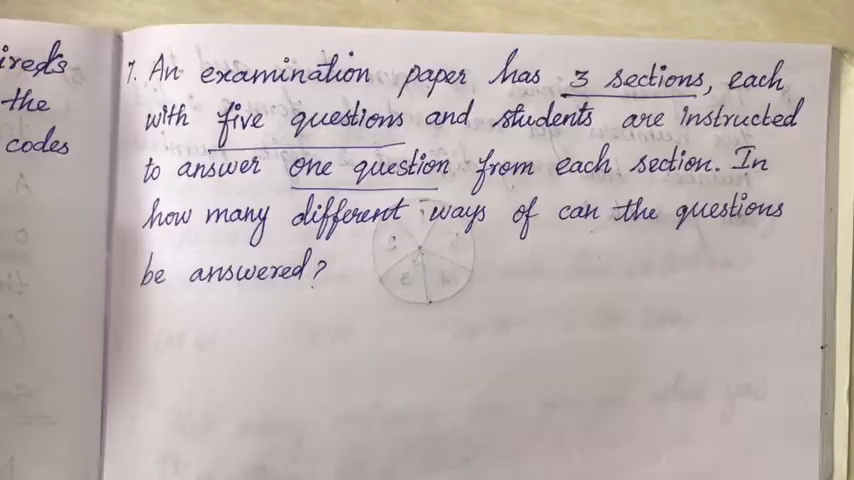 ireds
the
codes
7. An examination paper has 3 sections, each
with five questions and students are instructed
to answer one question from each section. In
how many different ways of can the questions
be answered?